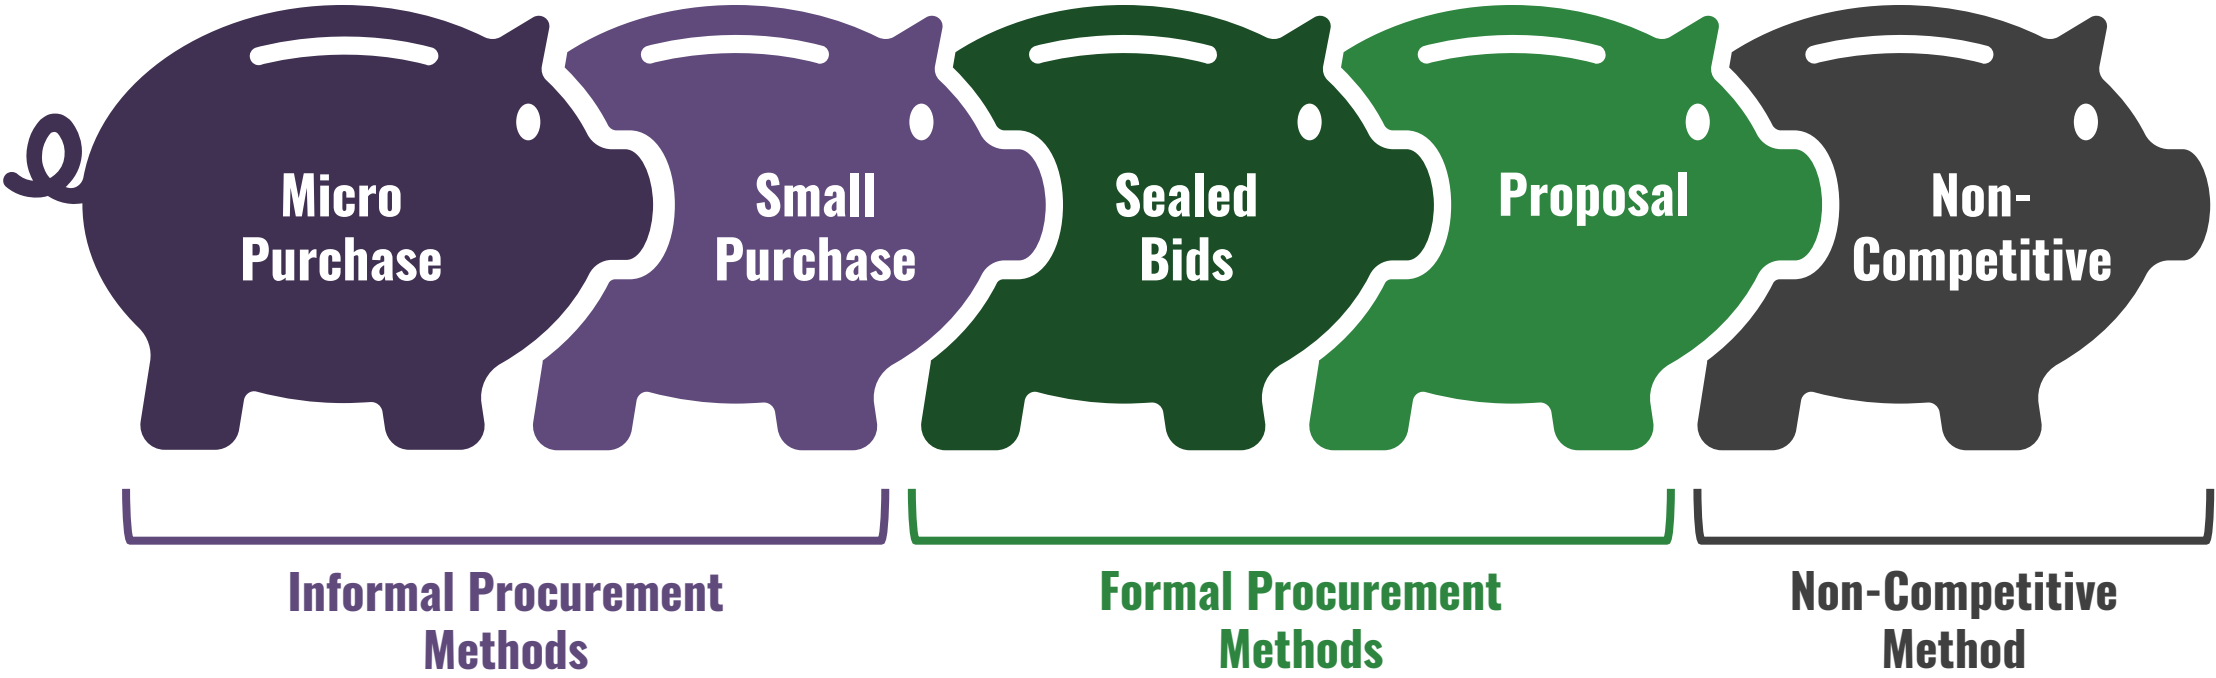 Micro
Purchase
Small
Purchase
Sealed
Bids
Proposal
Non-
Competitive
Informal Procurement
Methods
Formal Procurement
Methods
Non-Competitive
Method